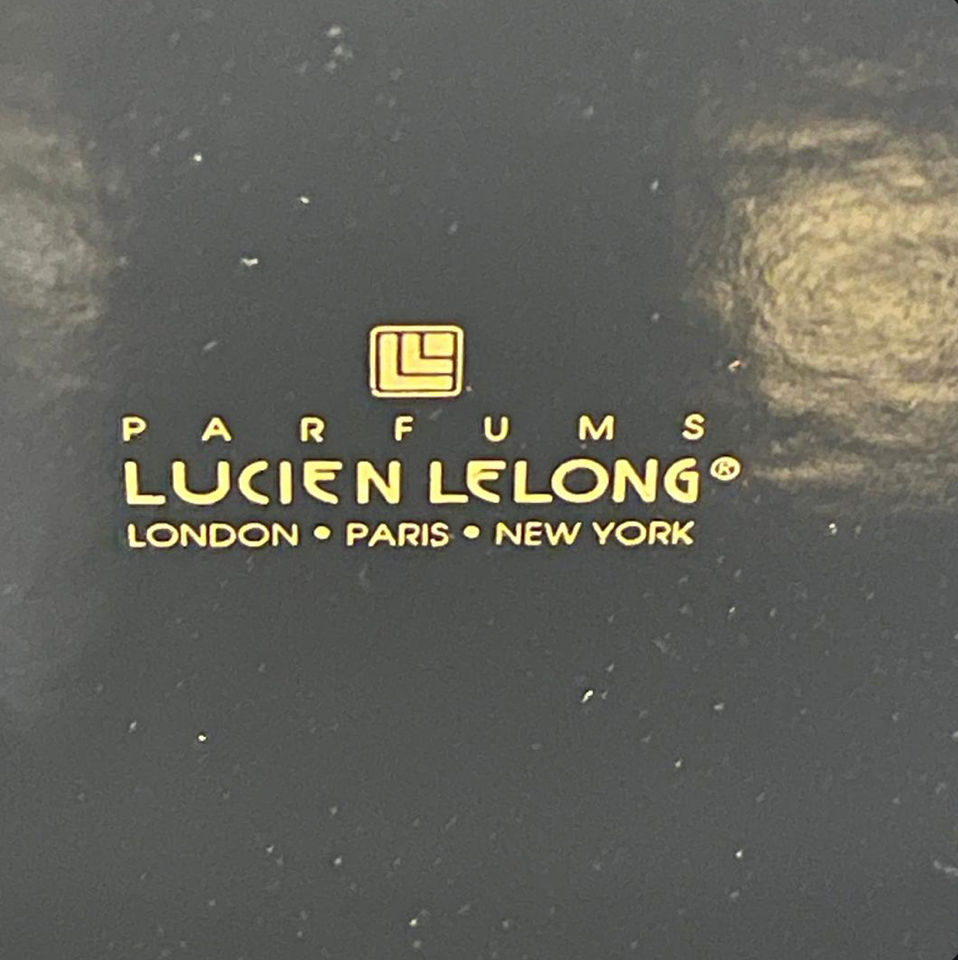 PARFUMS
LUCIEN LELONG®
LONDON • PARIS • NEW YORK